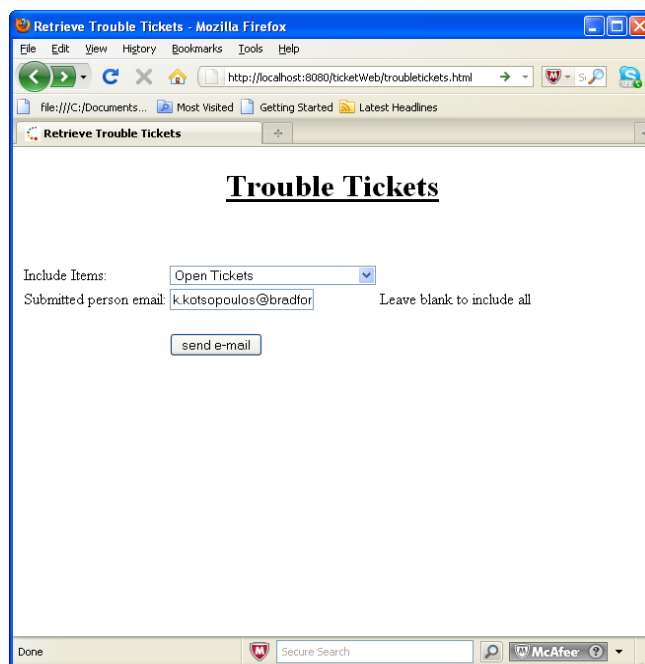 Retrieve Trouble Tickets - Mozilla Firefox
File Edit View History Bookmarks Tools Help
http://localhost:8080/ticketWeb/troubletickets.html
file:///C:/Documents... Most Visited Getting Started Latest Headlines
Retrieve Trouble Tickets
Trouble Tickets
Include Items: Open Tickets
Submitted person email: k.kotsopoulos@bradfor Leave blank to include all
send e-mail
Done Secure Search McAfee